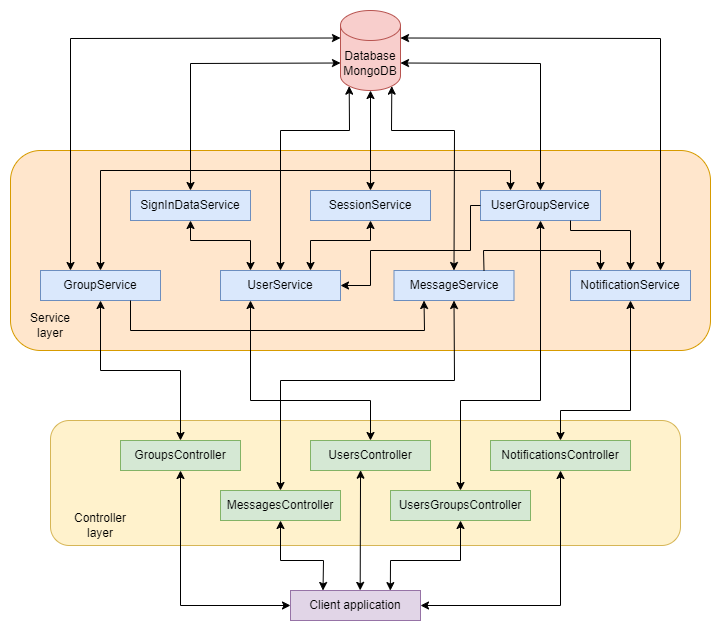 Database
MongoDB
SignInDataService
SessionService
UserGroupService
GroupService
UserService
MessageService
NotificationService
Service
layer
GroupsController
UsersController
NotificationsController
MessagesController
UsersGroupsController
Controller
layer
Client application